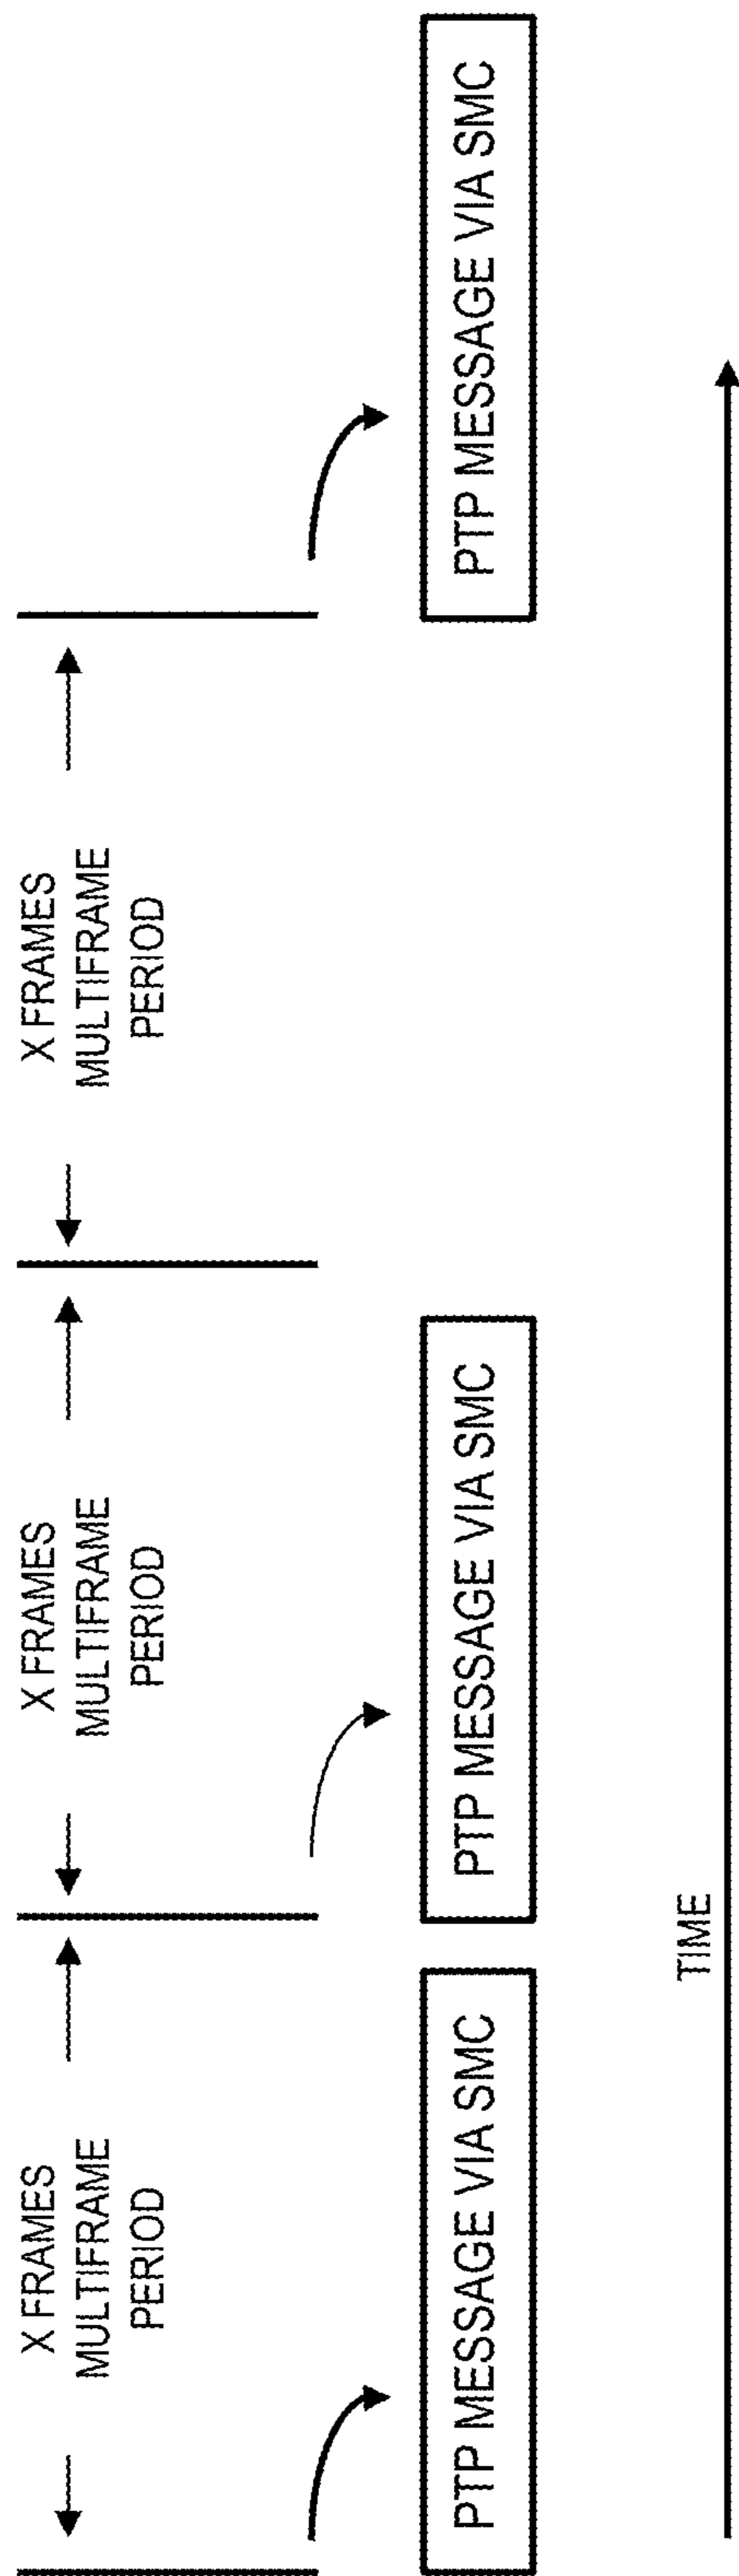 X FRAMES
MULTIFRAME
PERIOD
X FRAMES
MULTIFRAME
PERIOD
X FRAMES
MULTIFRAME
PERIOD
PTP MESSAGE VIA SMC
PTP MESSAGE VIA SMC
PTP MESSAGE VIA SMC
TIME